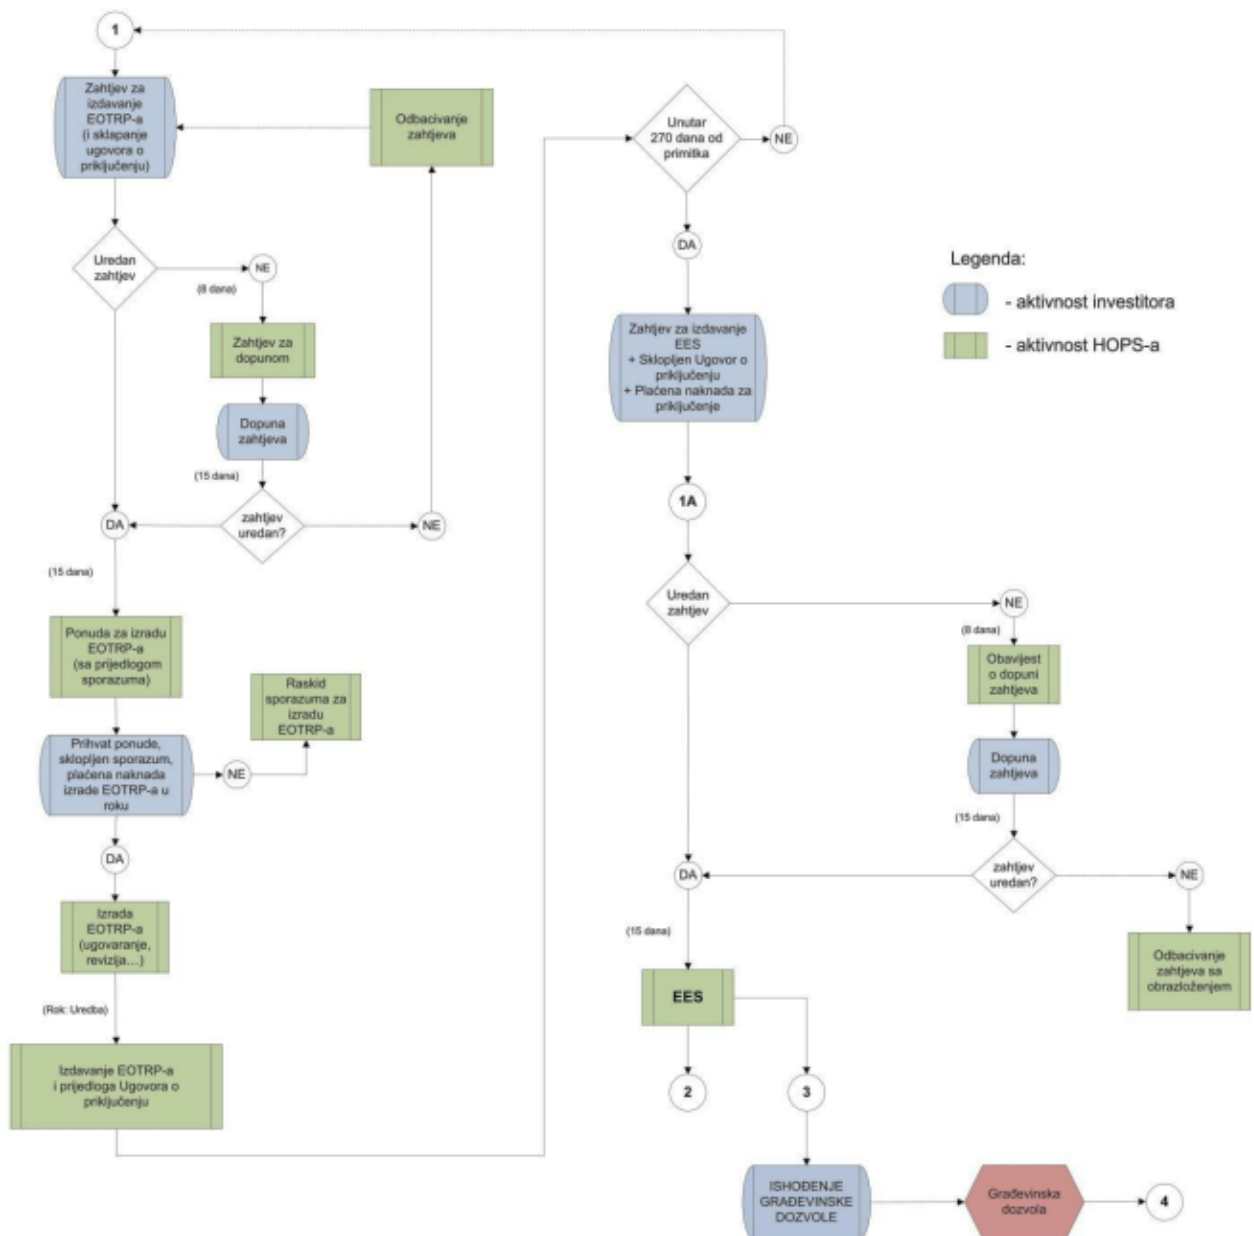 1
Zahtjev za
izdavanje
EOTRP-a
(i sklapanje
ugovora o
priključenju)
Odbacivanje
zahtjeva
Uredan
zahtjev
NE
(8 dana)
Zahtjev za
dopunom
Dopuna
zahtjeva
(15 dana)
zahtjev
uredan?
DA
NE
(15 dana)
Ponuda za izradu
EOTRP-a
(sa prijedlogom
sporazuma)
Raskid
sporazuma za
izradu
EOTRP-a
Prihvat ponude,
sklopljen sporazum,
plaćena naknada
izrade EOTRP-a u
roku
NE
DA
Izrada
EOTRP-a
(ugovaranje,
revizija...)
(Rok: Uredba)
Izdavanje EOTRP-a
i prijedloga Ugovora o
priključenju
Unutar
270 dana od
primitka
NE
DA
Zahtjev za izdavanje
EES
+ Sklopljen Ugovor o
priključenju
+ Plaćena naknada za
priključenje
1A
Uredan
zahtjev
NE
(8 dana)
Obavijest
o dopuni
zahtjeva
Dopuna
zahtjeva
(15 dana)
zahtjev
uredan?
DA
NE
(15 dana)
Odbacivanje
zahtjeva sa
obrazloženjem
EES
2
3
ISHOĐENJE
GRAĐEVINSKE
DOZVOLE
Građevinska
dozvola
4
Legenda:
- aktivnost investitora
- aktivnost HOPS-a